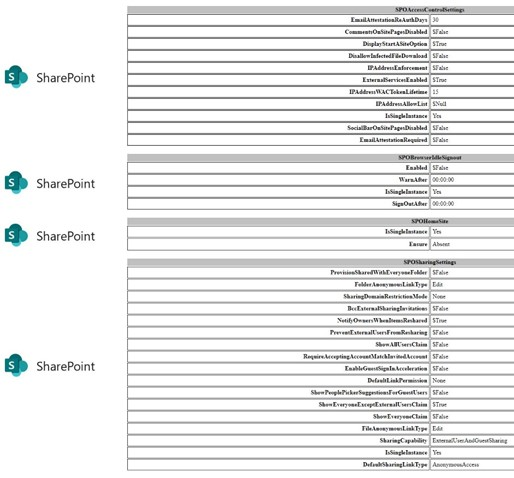 SPOAccessControlSettings
EmailAttestationReAuthDays 30
CommentsOnSitePagesDisabled $False
DisplayStartASiteOption $True
DisallowInfectedFileDownload $False
IPAddressEnforcement $False
SharePoint
ExternalServicesEnabled $True
IPAddressWACTokenLifetime 15
IPAddressAllowList $Null
IsSingleInstance Yes
SocialBarOnSitePagesDisabled $False
EmailAttestationRequired $False
SPOBrowserIdleSignout
Enabled $False
SharePoint
WarnAfter 00:00:00
IsSingleInstance Yes
SignOutAfter 00:00:00
SPOHomeSite
SharePoint
IsSingleInstance Yes
Ensure Absent
SPOSharingSettings
ProvisionSharedWithEveryoneFolder $False
FolderAnonymousLinkType Edit
SharingDomainRestrictionMode None
BccExternalSharingInvitations $False
NotifyOwnersWhenItemsReshared $True
PreventExternalUsersFromResharing $False
ShowAllUsersClaim $False
RequireAcceptingAccountMatchInvitedAccount $False
SharePoint
EnableGuestSignInAcceleration $False
DefaultLinkPermission None
ShowPeoplePickerSuggestionsForGuestUsers $False
ShowEveryoneExceptExternalUsersClaim $True
ShowEveryoneClaim $False
FileAnonymousLinkType Edit
SharingCapability ExternalUserAndGuestSharing
IsSingleInstance Yes
DefaultSharingLinkType AnonymousAccess